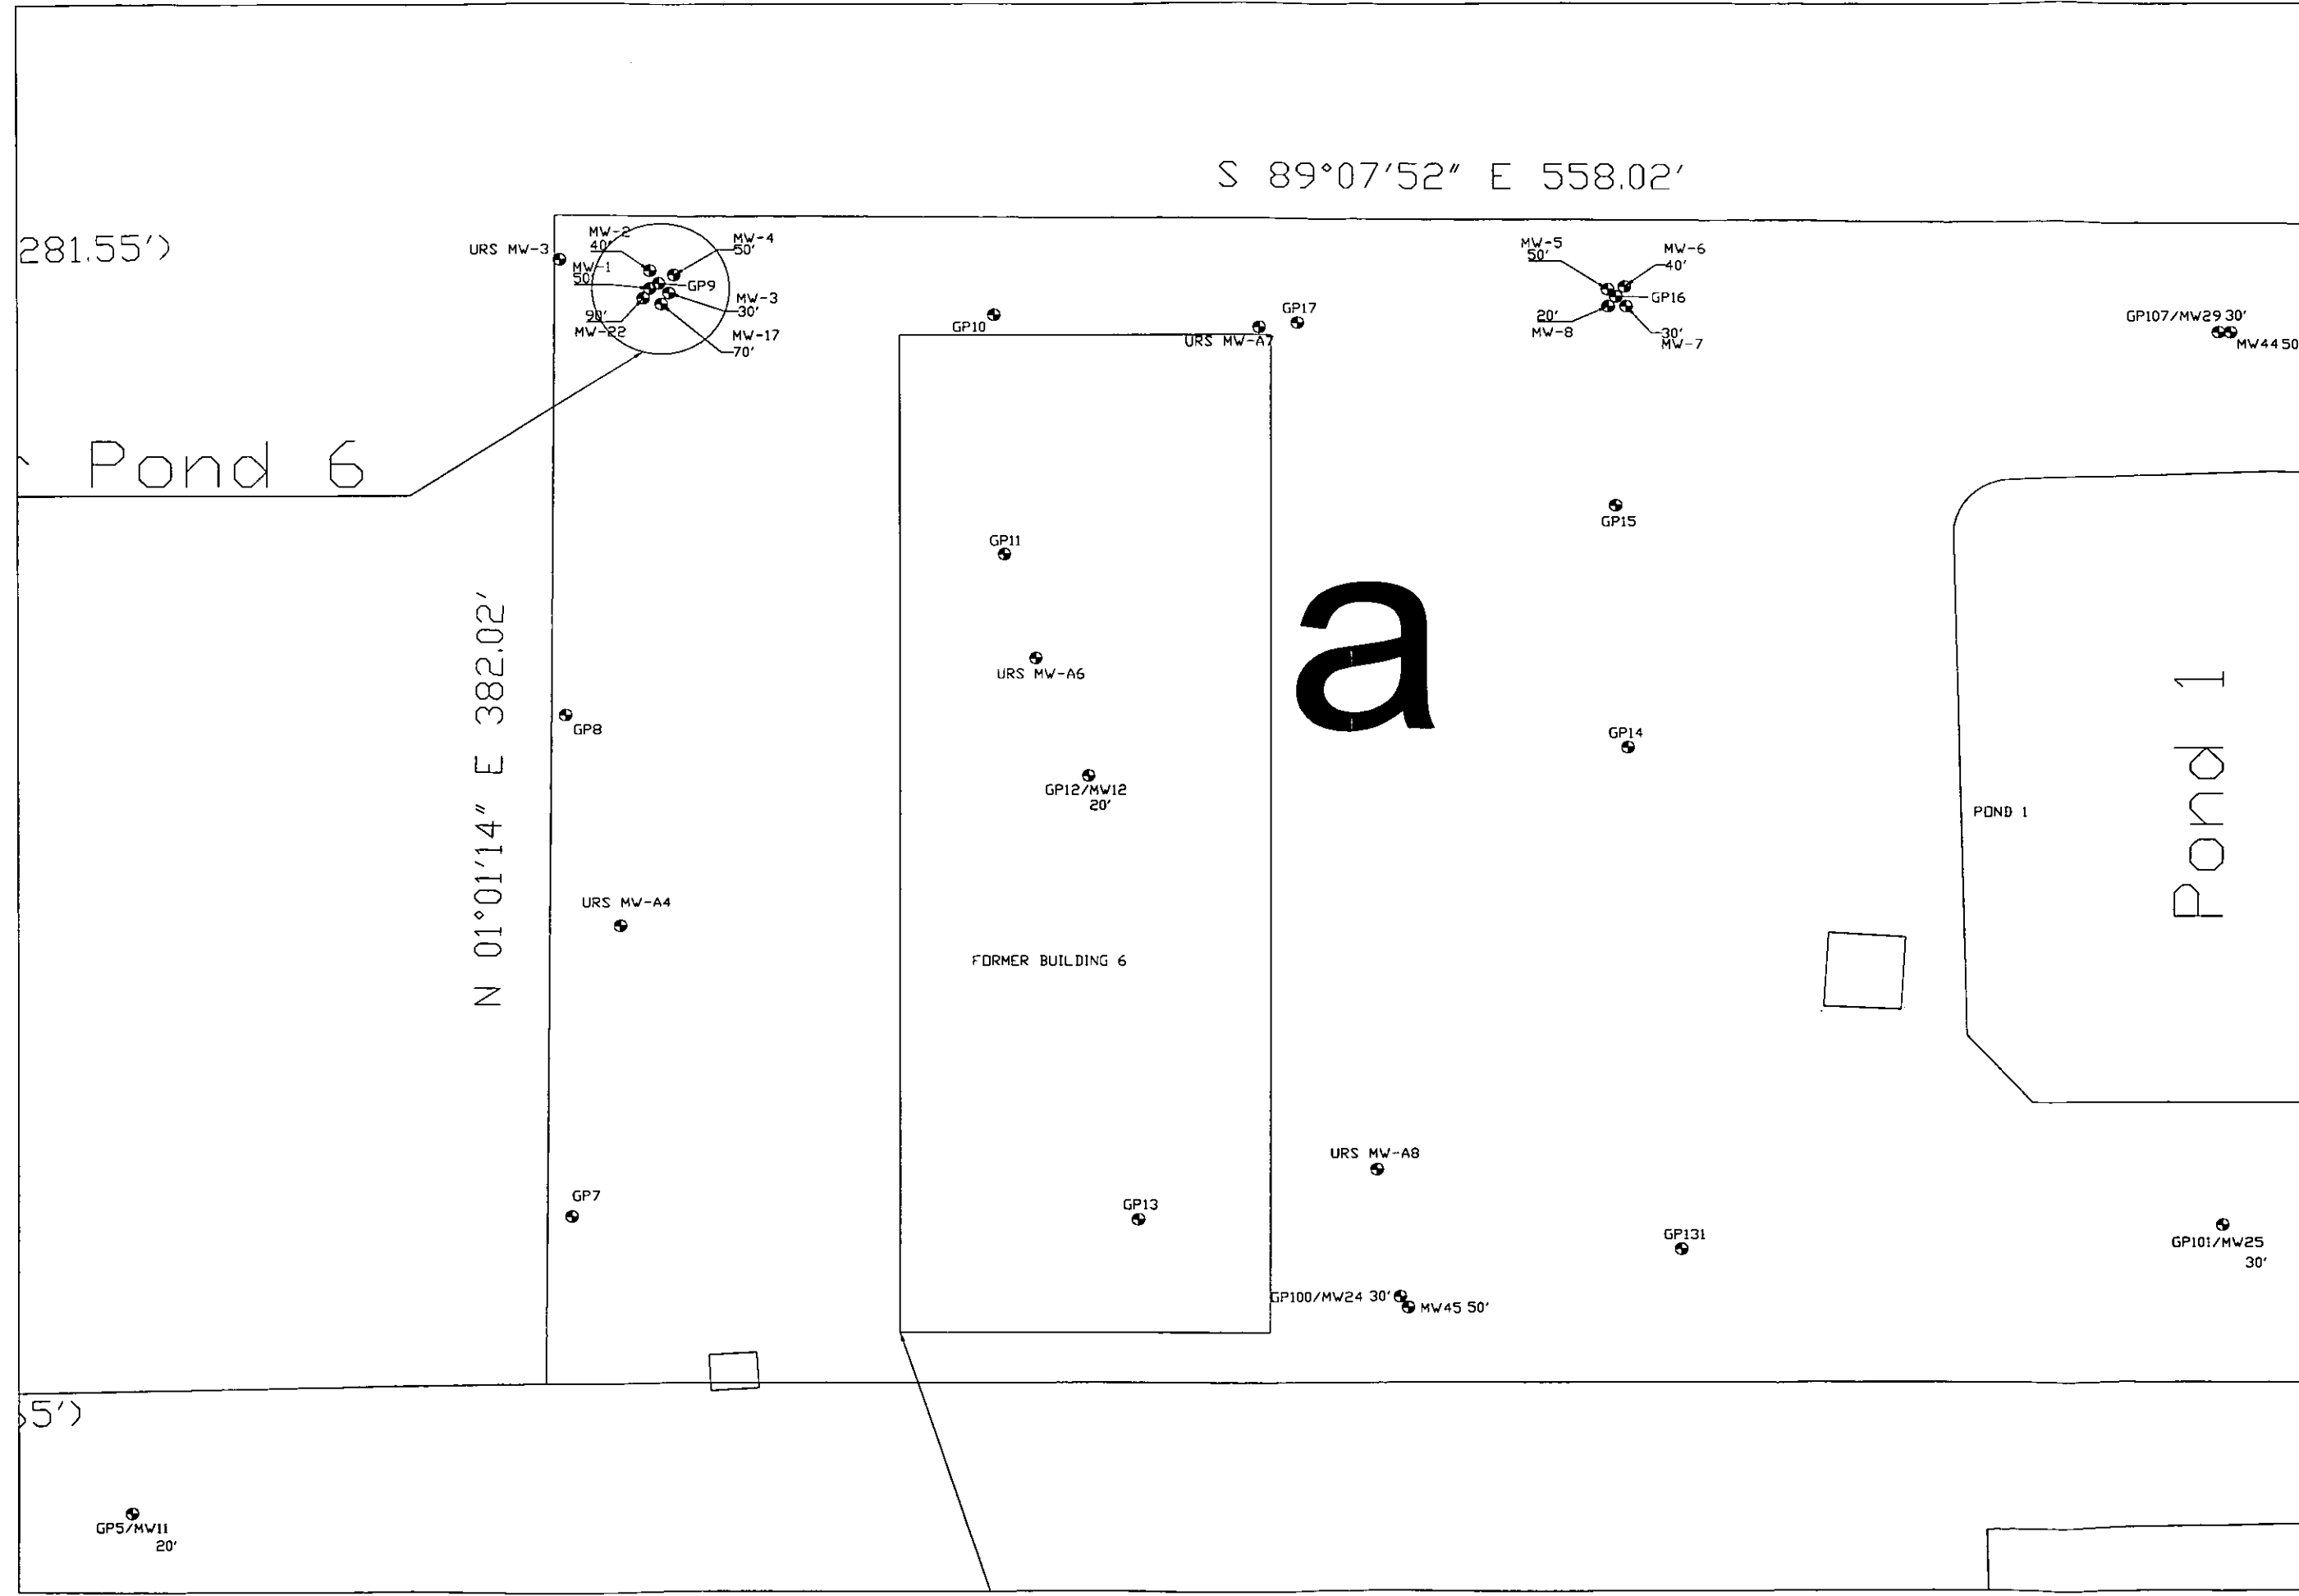 S 89°07'52" E 558.02'
281.55')
URS MW-3
MW-2
40'
MW-4
50'
MW-1
50'
GP9
MW-3
30'
90'
MW-22
MW-17
70'
GP10
GP17
URS MW-A7
MW-5
50'
MW-6
40'
GP16
20'
MW-8
30'
MW-7
GP107/MW29 30'
MW44 50
Pond 6
GP15
GP11
a
N 01°01'14" E 382.02'
URS MW-A6
GP8
GP14
GP12/MW12
20'
POND 1
Pond 1
URS MW-A4
FORMER BUILDING 6
URS MW-A8
GP7
GP13
GP131
GP101/MW25
30'
GP100/MW24 30'
MW45 50'
5')
GP5/MW11
20'